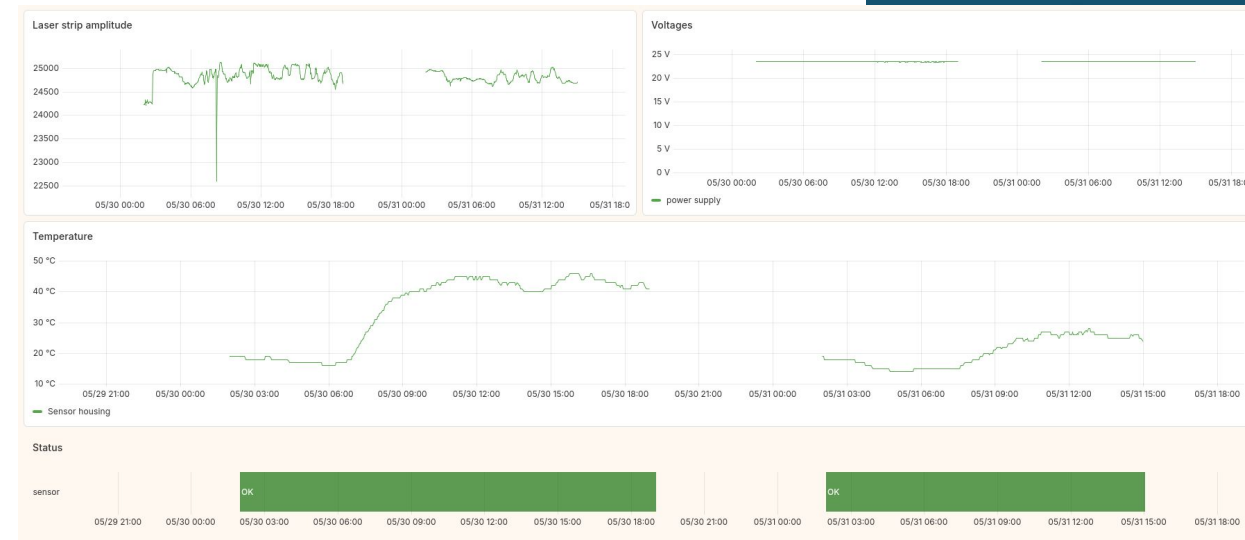 Laser strip amplitude
25000
24500
24000
23500
23000
22500
05/30 00:00 05/30 06:00 05/30 12:00 05/30 18:00 05/31 00:00 05/31 06:00 05/31 12:00 05/31 18:0
Voltages
25 V
20 V
15 V
10 V
5 V
0 V
05/30 00:00 05/30 06:00 05/30 12:00 05/30 18:00 05/31 00:00 05/31 06:00 05/31 12:00 05/31 18:
power supply
Temperature
50 °C
40 °C
30 °C
20 °C
10 °C
05/29 21:00 05/30 00:00 05/30 03:00 05/30 06:00 05/30 09:00 05/30 12:00 05/30 15:00 05/30 18:00 05/30 21:00 05/31 00:00 05/31 03:00 05/31 06:00 05/31 09:00 05/31 12:00 05/31 15:00 05/31 18:00
Sensor housing
Status
sensor
OK OK
05/29 21:00 05/30 00:00 05/30 03:00 05/30 06:00 05/30 09:00 05/30 12:00 05/30 15:00 05/30 18:00 05/30 21:00 05/31 00:00 05/31 03:00 05/31 06:00 05/31 09:00 05/31 12:00 05/31 15:00 05/31 18:00